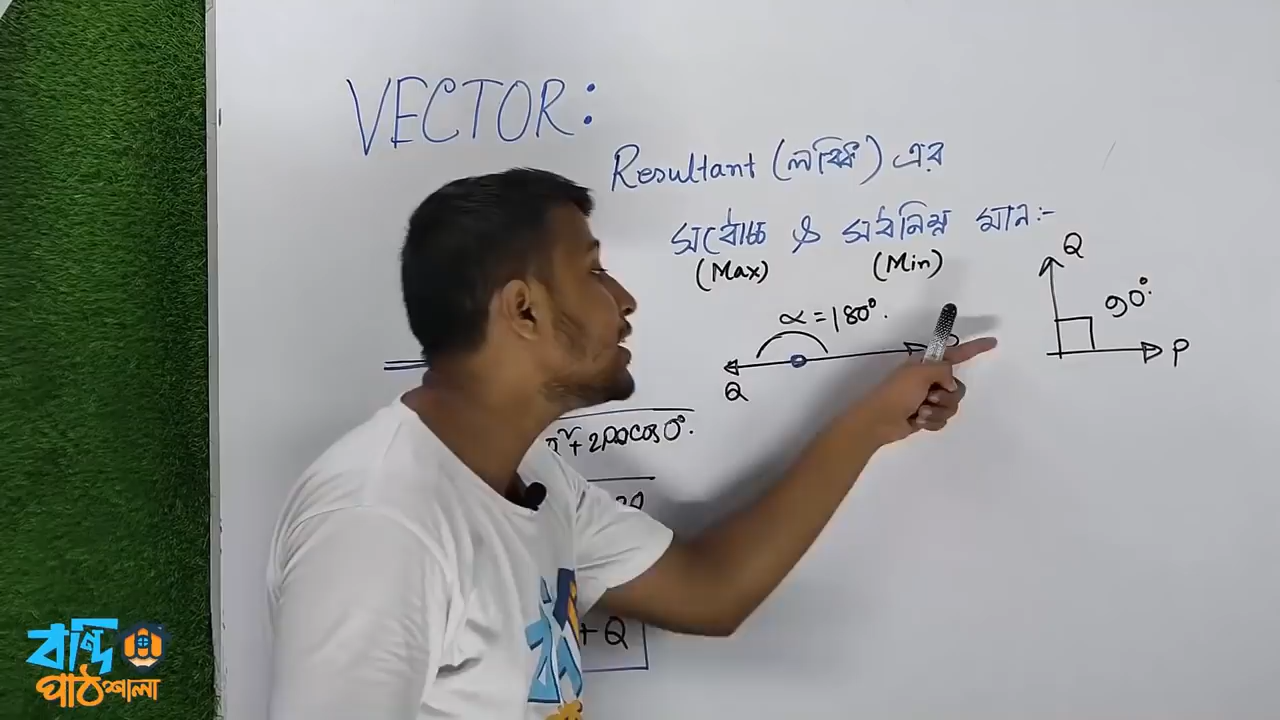 VECTOR:
Resultant (লব্ধি) এর
সর্বোচ্চ ও সর্বনিম্ন মান:-
(Max) (Min)
Q
α = 180°.
90°.
Q
P
+ 2PQCOS0°.
+ Q
বন্দি
পাঠশালা